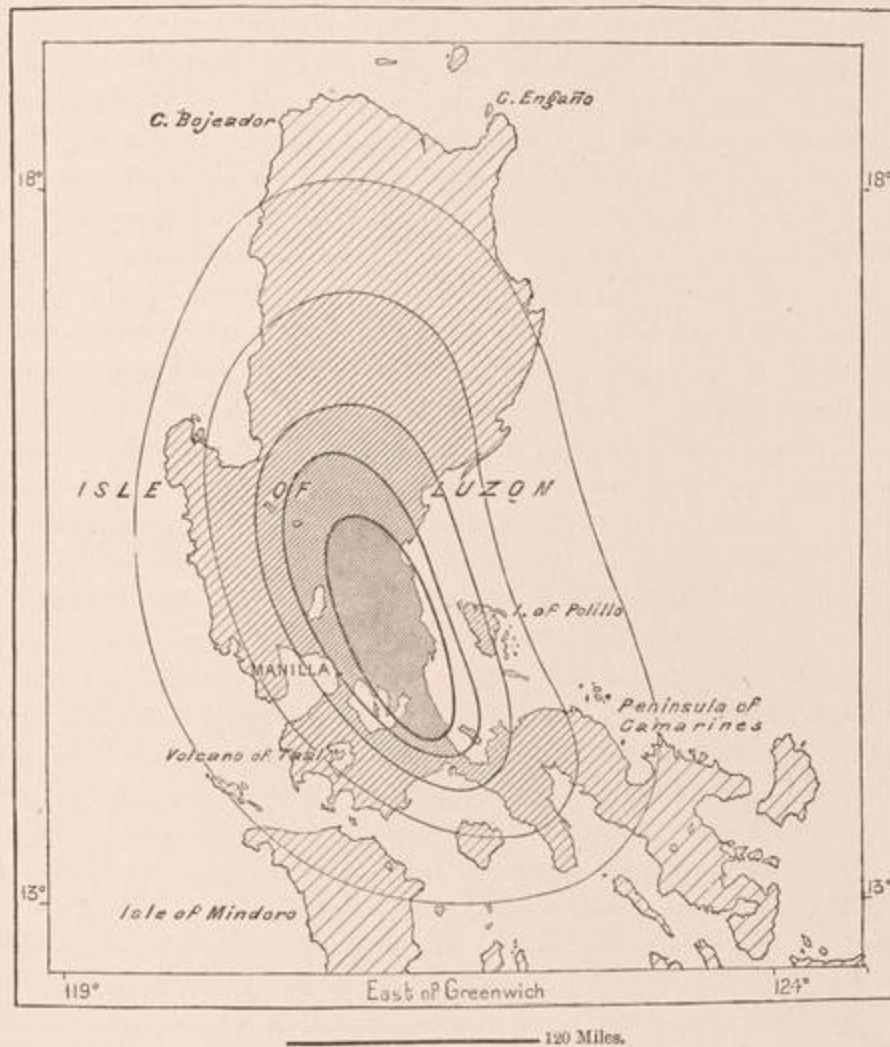 C. Engaño
C. Bojeador
18° 18°
ISLE OF LUZON
I. of Polillo
MANILLA
Peninsula of
Camarines
Volcano of Taal
13° 13°
Isle of Mindoro
119° East of Greenwich 124°
120 Miles.